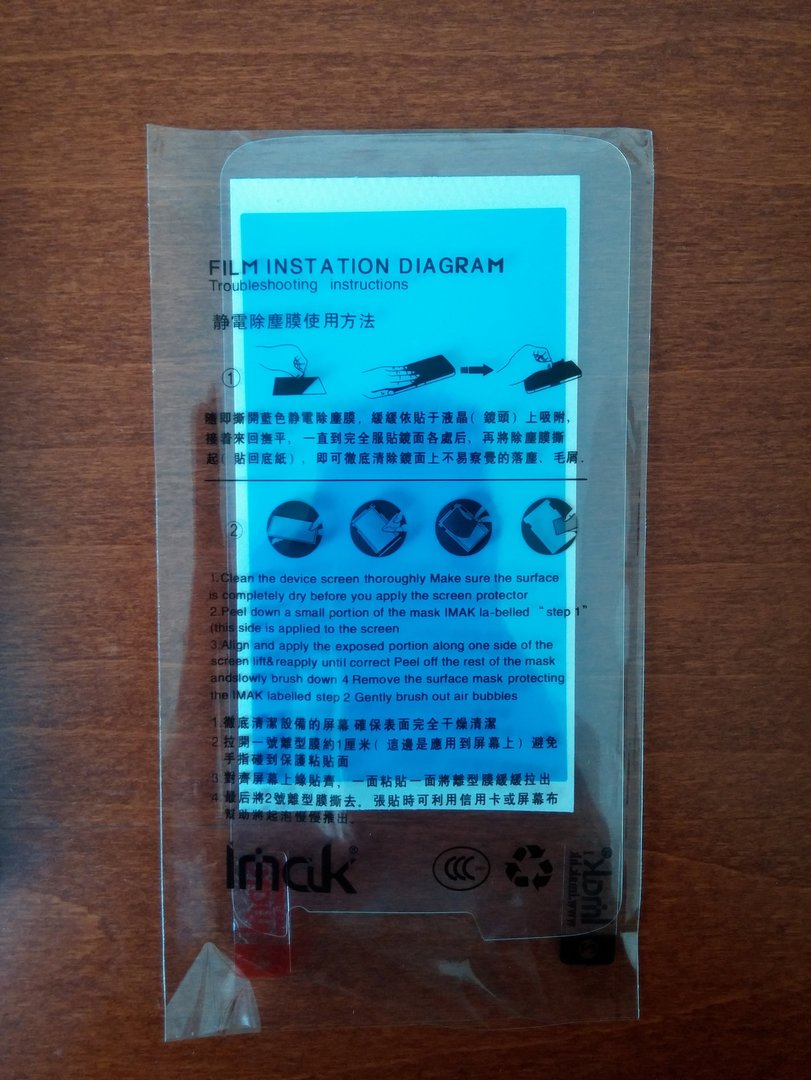 FILM INSTATION DIAGRAM
Troubleshooting instructions
静電除塵膜使用方法
1
隨即撕開藍色静電除塵膜，緩緩依貼于液晶（鏡頭）上吸附，
接着來回撫平，一直到完全服貼鏡面各處后，再將除塵膜撕
起（貼回底紙），即可徹底清除鏡面上不易察覺的落塵、毛屑．
2
1.Clean the device screen thoroughly Make sure the surface
is completely dry before you apply the screen protector
2.Peel down a small portion of the mask IMAK la-belled “ step 1”
(this side is applied to the screen
3.Align and apply the exposed portion along one side of the
screen lift&reapply until correct Peel off the rest of the mask
andslowly brush down 4 Remove the surface mask protecting
the IMAK labelled step 2 Gently brush out air bubbles
1.徹底清潔設備的屏幕 確保表面完全干燥清潔
2.拉開一號離型膜約1厘米（ 這邊是應用到屏幕上）避免
手指碰到保護粘貼面
3.對齊屏幕上緣貼齊， 一面粘貼一面將離型膜緩緩拉出
4.最后將2號離型膜撕去。張貼時可利用信用卡或屏幕布
幫助將起泡慢慢推出。
Imak®
CCC
imak